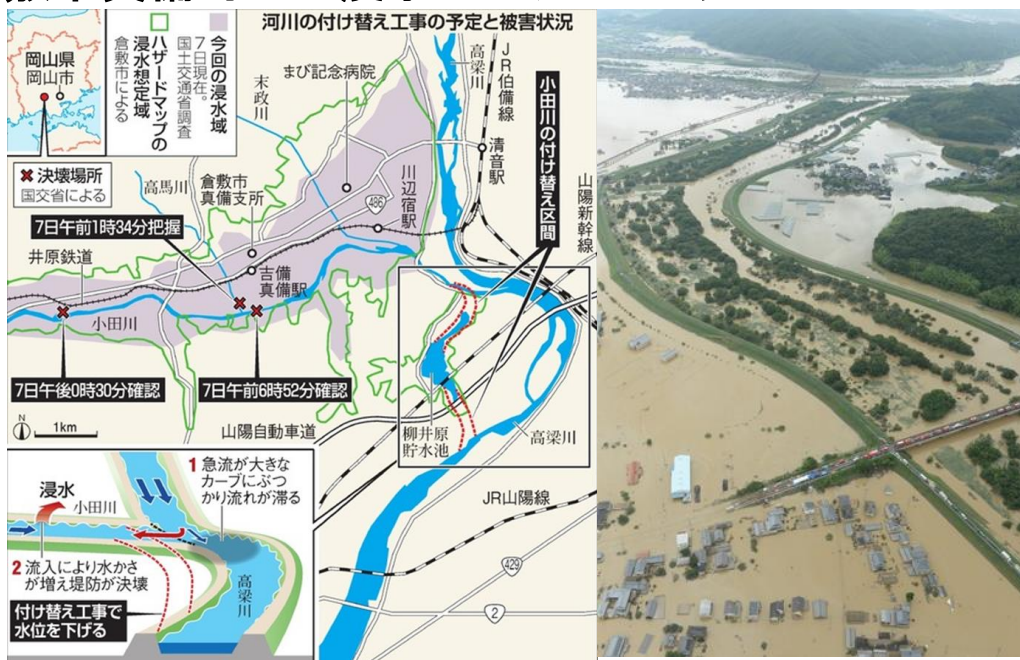 河川の付け替え工事の予定と被害状況
岡山県
岡山市
今回の浸水域
7日現在。
国土交通省調査
ハザードマップの
浸水想定域
倉敷市による
決壊場所
国交省による
末政川
まび記念病院
高梁川
JR伯備線
小田川の付け替え区間
清音駅
山陽新幹線
高馬川
倉敷市
真備支所
川辺宿駅
486
7日午前1時34分把握
井原鉄道
吉備
真備駅
小田川
7日午後0時30分確認
7日午前6時52分確認
N
1km
山陽自動車道
柳井原
貯水池
高梁川
JR山陽線
429
2
1 急流が大きな
カーブにぶつ
かり流れが滞る
浸水
小田川
2 流入により水かさ
が増え堤防が決壊
高梁川
付け替え工事で
水位を下げる